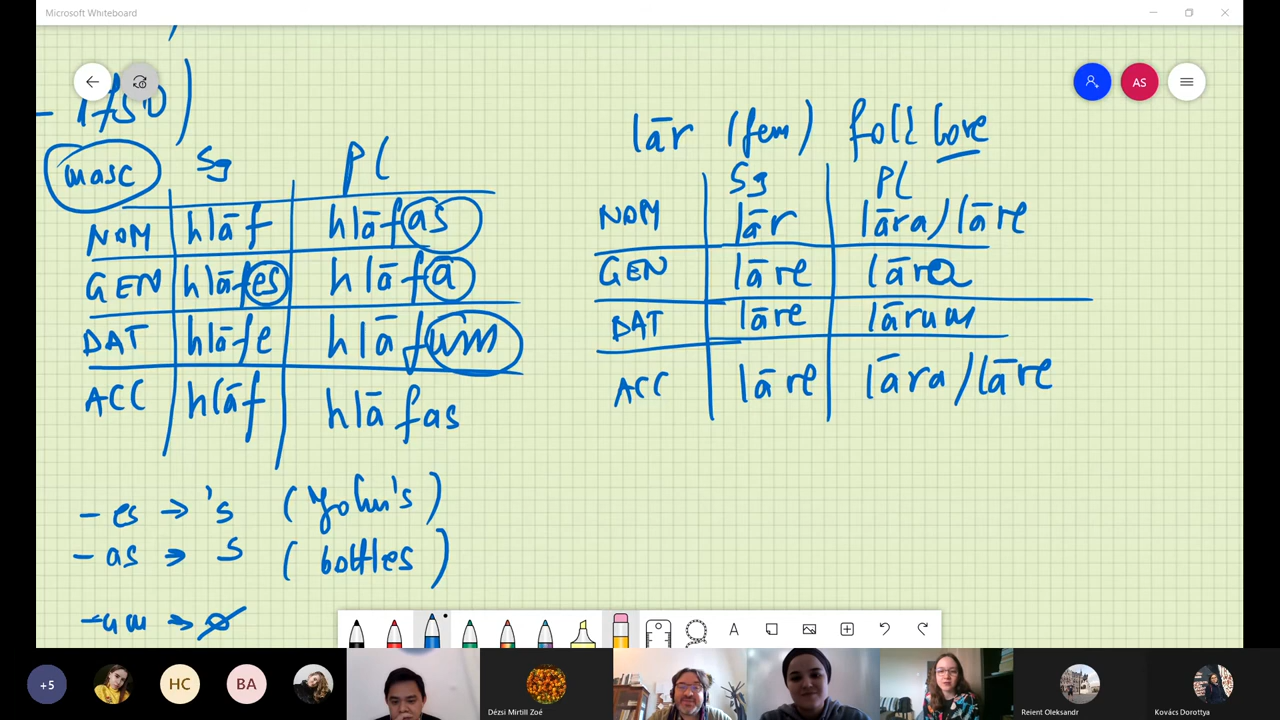 Microsoft Whiteboard
AS
- 1150)
masc Sg Pl
NOM hlāf hlāfas
GEN hlāfes hlāfa
DAT hlāfe hlāfum
ACC hlāf hlāfas
-es → 's (John's)
-as → s (bottles)
-um → ø
lār (fem) folklore
Sg Pl
NOM lār lāra/lāre
GEN lāre lāra
DAT lāre lārum
ACC lāre lāra/lāre
A
+5
HC
BA
Dézsi Mirtill Zoé
Reient Oleksandr
Kovács Dorottya